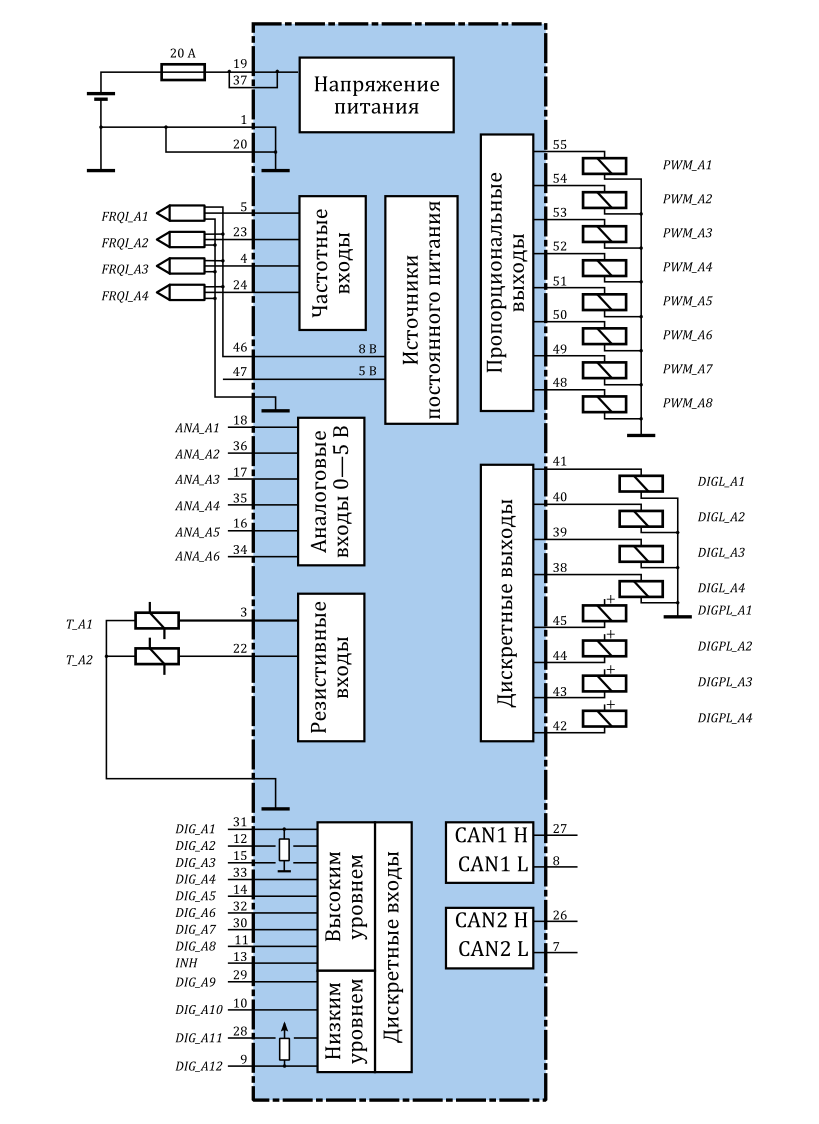 20 А
19
37
1
20
Напряжение
питания
FRQI_A1
5
FRQI_A2
23
FRQI_A3
4
FRQI_A4
24
Частотные
входы
Источники
постоянного питания
46
8 В
47
5 В
Пропорциональные
выходы
55
PWM_A1
54
PWM_A2
53
PWM_A3
52
PWM_A4
51
PWM_A5
50
PWM_A6
49
PWM_A7
48
PWM_A8
ANA_A1
18
ANA_A2
36
ANA_A3
17
ANA_A4
35
ANA_A5
16
ANA_A6
34
Аналоговые
входы 0—5 В
Дискретные выходы
41
DIGL_A1
40
DIGL_A2
39
DIGL_A3
38
DIGL_A4
+
DIGPL_A1
45
+
DIGPL_A2
44
+
DIGPL_A3
43
+
DIGPL_A4
42
T_A1
3
T_A2
22
Резистивные
входы
DIG_A1
31
DIG_A2
12
DIG_A3
15
DIG_A4
33
DIG_A5
14
DIG_A6
32
DIG_A7
30
DIG_A8
11
INH
13
DIG_A9
29
DIG_A10
10
DIG_A11
28
DIG_A12
9
Высоким
уровнем
Низким
уровнем
Дискретные входы
CAN1 H
27
CAN1 L
8
CAN2 H
26
CAN2 L
7